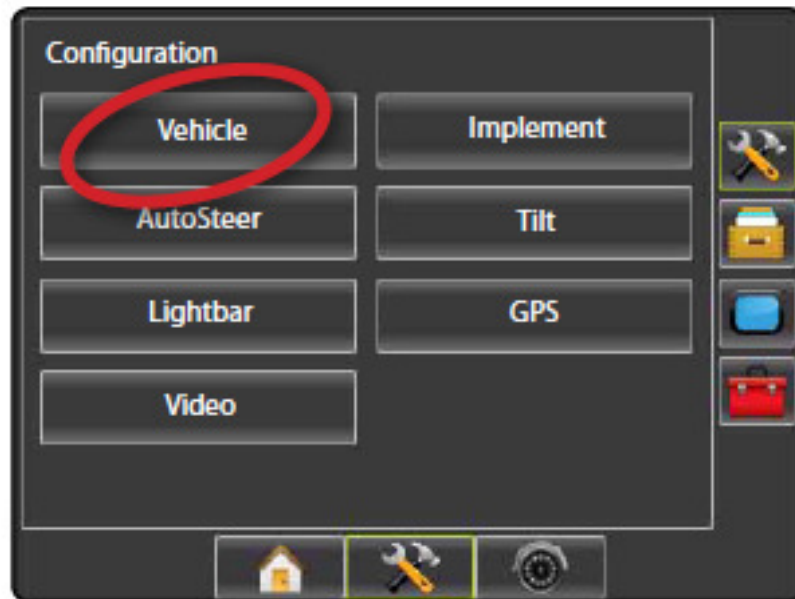 Configuration
Vehicle
Implement
AutoSteer
Tilt
Lightbar
GPS
Video